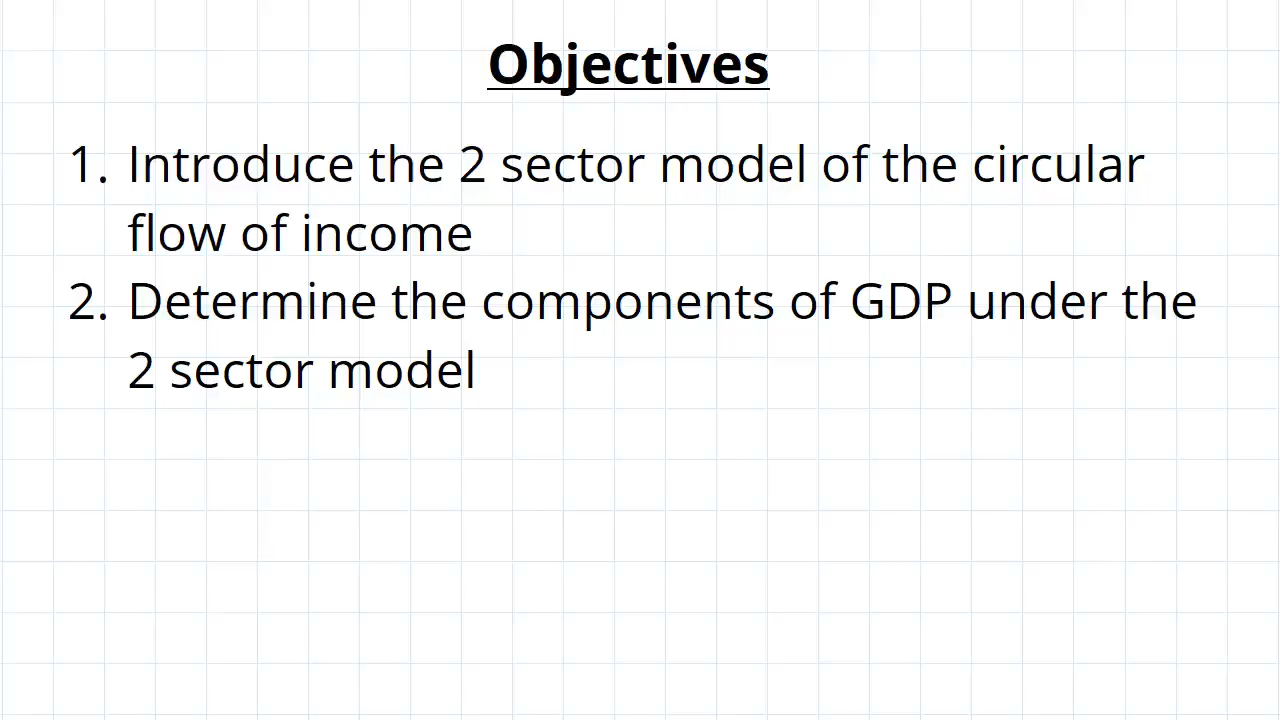 Objectives
1. Introduce the 2 sector model of the circular
flow of income
2. Determine the components of GDP under the
2 sector model